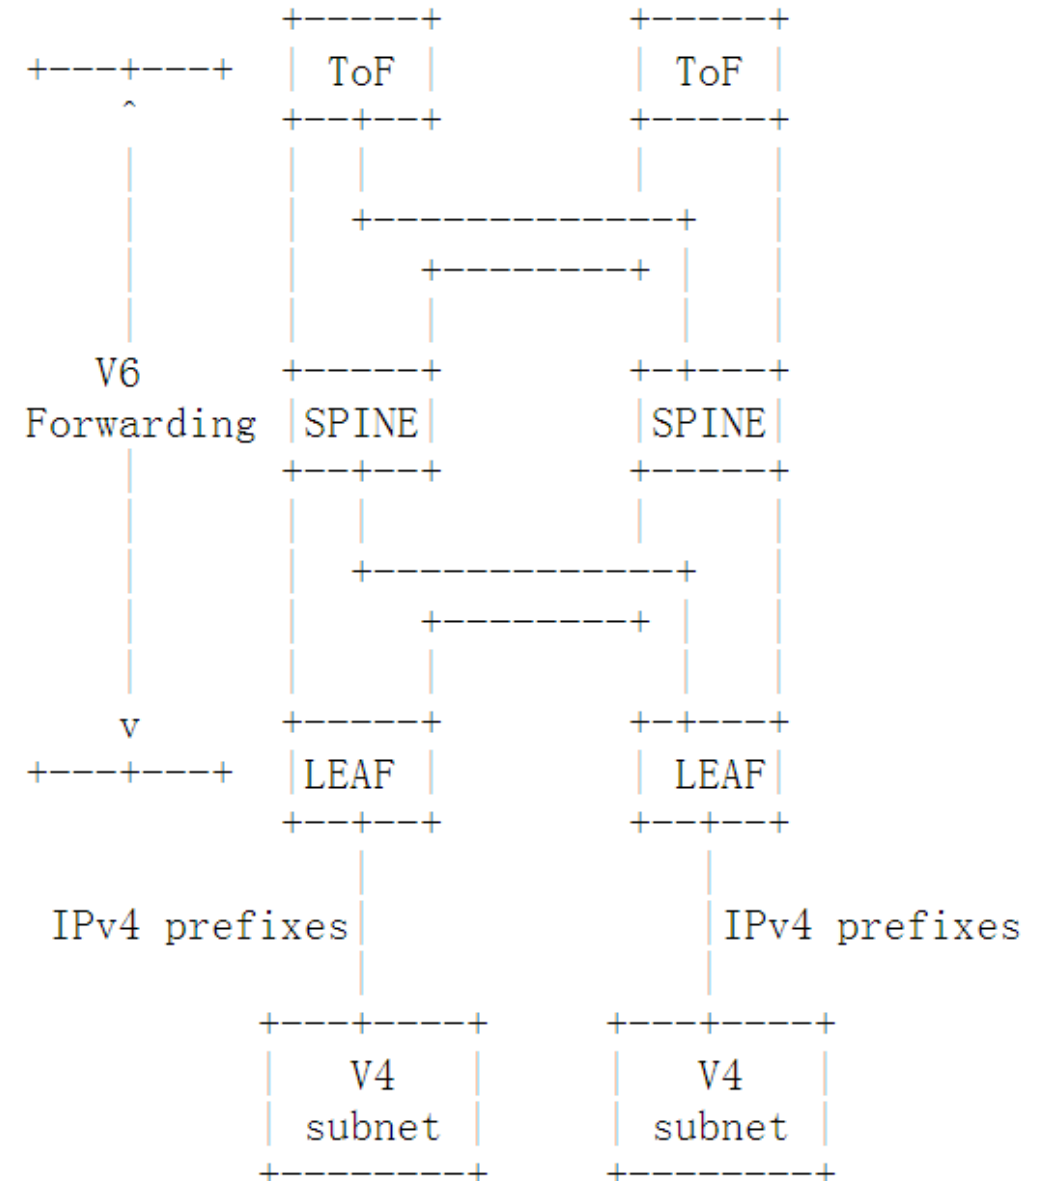 +-----+ +-----+
+---+---+ | ToF | | ToF |
^ +--+--+ +-----+
| | | | |
| +-------------+ |
| | +--------+ | |
| | | | |
V6 +-----+ +-+---+
Forwarding |SPINE| |SPINE|
| +--+--+ +-----+
| | | | |
| | +-------------+ |
| | +--------+ | |
| | | | |
v +-----+ +-+---+
+---+---+ |LEAF | | LEAF|
+--+--+ +--+--+
| |
IPv4 prefixes| |IPv4 prefixes
| |
+---+----+ +---+----+
| V4 | | V4 |
| subnet | | subnet |
+--------+ +--------+